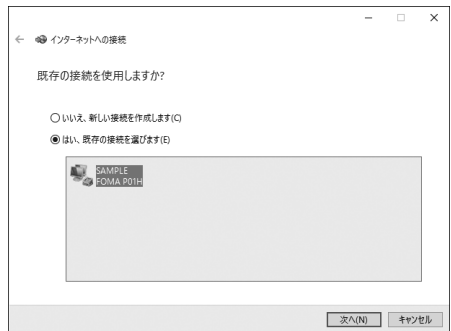 インターネットへの接続
既存の接続を使用しますか?
いいえ、新しい接続を作成します(C)
はい、既存の接続を選びます(E)
SAMPLE
FOMA P01H
次へ(N)
キャンセル